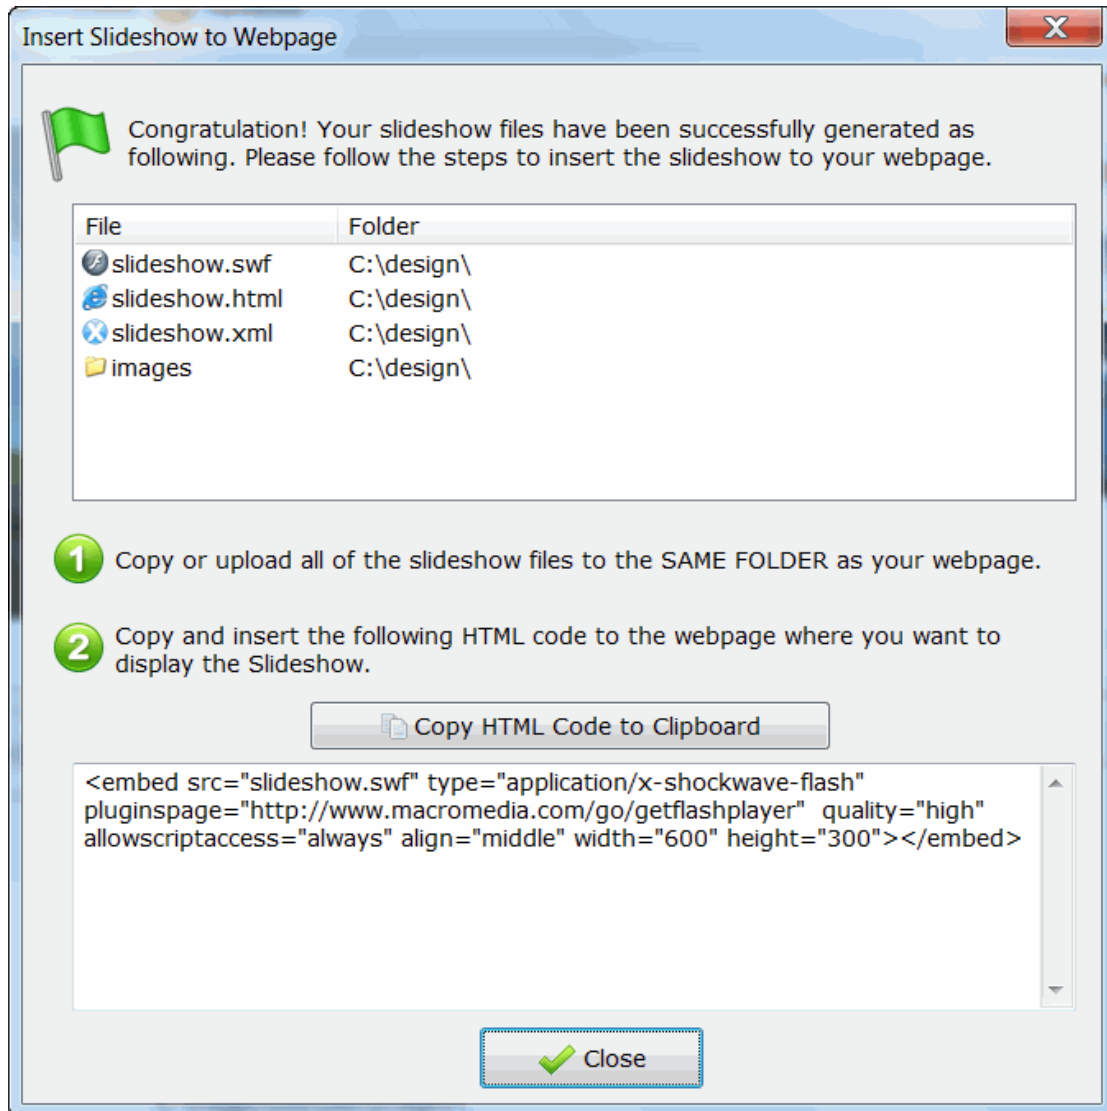 Insert Slideshow to Webpage
X
Congratulation! Your slideshow files have been successfully generated as
following. Please follow the steps to insert the slideshow to your webpage.
File Folder
slideshow.swf C:\design\
slideshow.html C:\design\
slideshow.xml C:\design\
images C:\design\
1 Copy or upload all of the slideshow files to the SAME FOLDER as your webpage.
2 Copy and insert the following HTML code to the webpage where you want to
display the Slideshow.
Copy HTML Code to Clipboard
<embed src="slideshow.swf" type="application/x-shockwave-flash"
pluginspage="http://www.macromedia.com/go/getflashplayer"  quality="high"
allowscriptaccess="always" align="middle" width="600" height="300"></embed>
Close